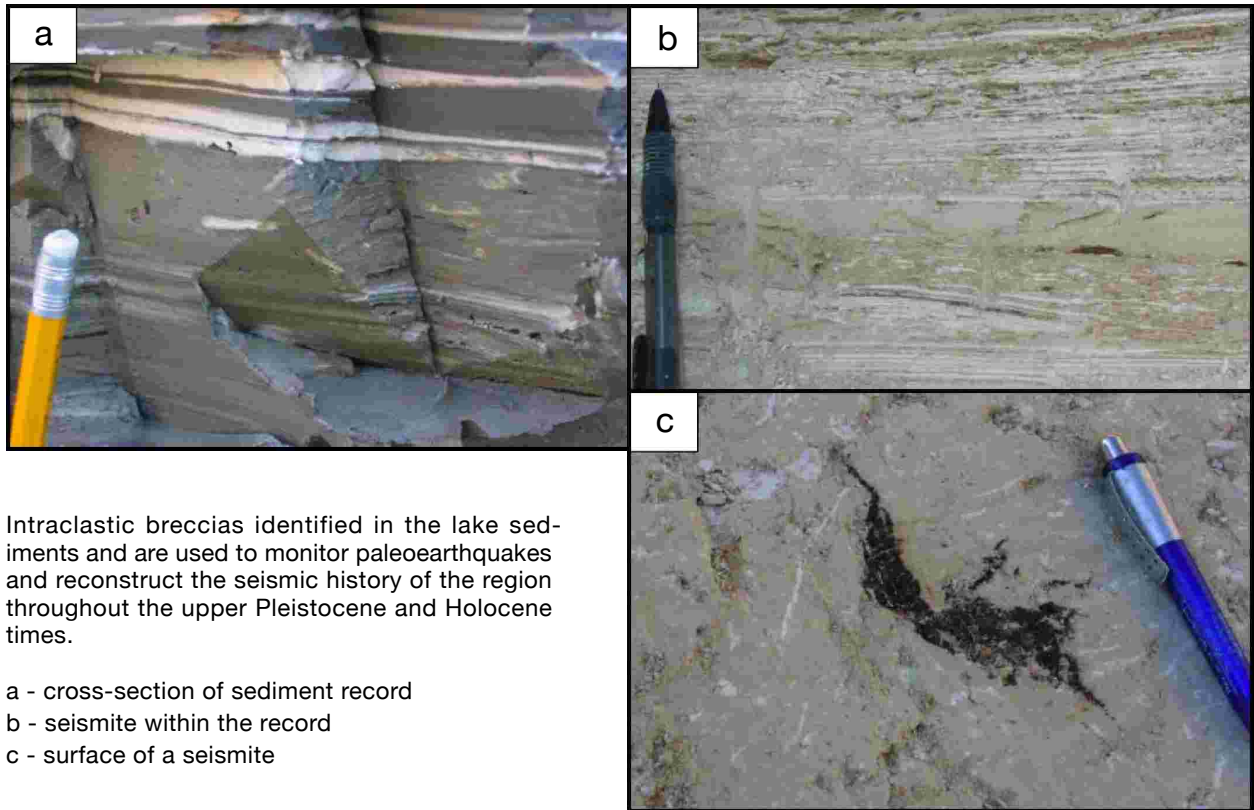 a
b
c
Intraclastic breccias identified in the lake sed-
iments and are used to monitor paleoearthquakes
and reconstruct the seismic history of the region
throughout the upper Pleistocene and Holocene
times.
a - cross-section of sediment record
b - seismite within the record
c - surface of a seismite